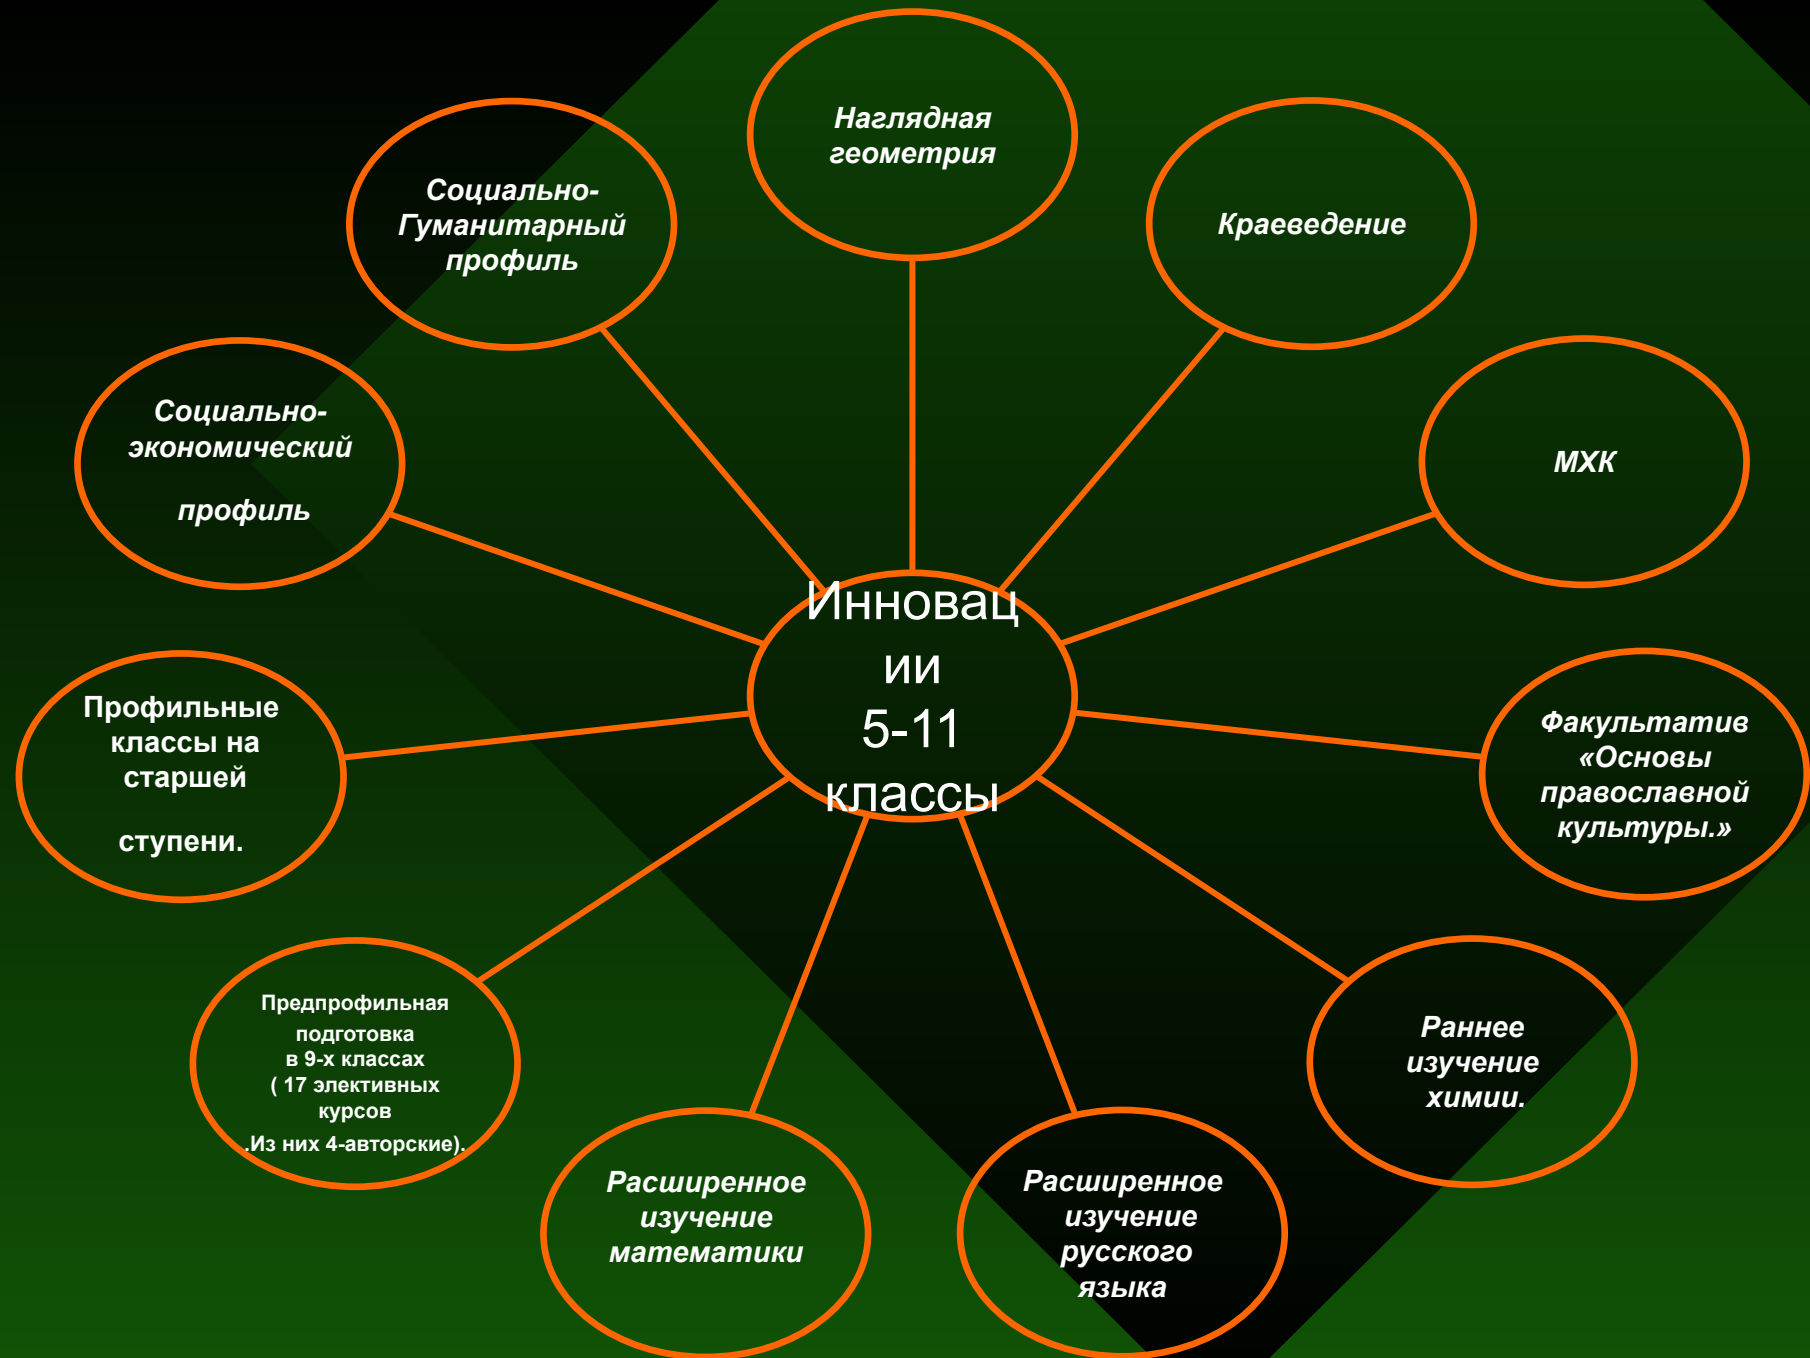 Наглядная
геометрия
Социально-
Гуманитарный
профиль
Краеведение
Социально-
экономический
профиль
МХК
Инновац
ии
5-11
классы
Профильные
классы на
старшей
ступени.
Факультатив
«Основы
православной
культуры.»
Предпрофильная
подготовка
в 9-х классах
( 17 элективных
курсов
.Из них 4-авторские).
Раннее
изучение
химии.
Расширенное
изучение
математики
Расширенное
изучение
русского
языка